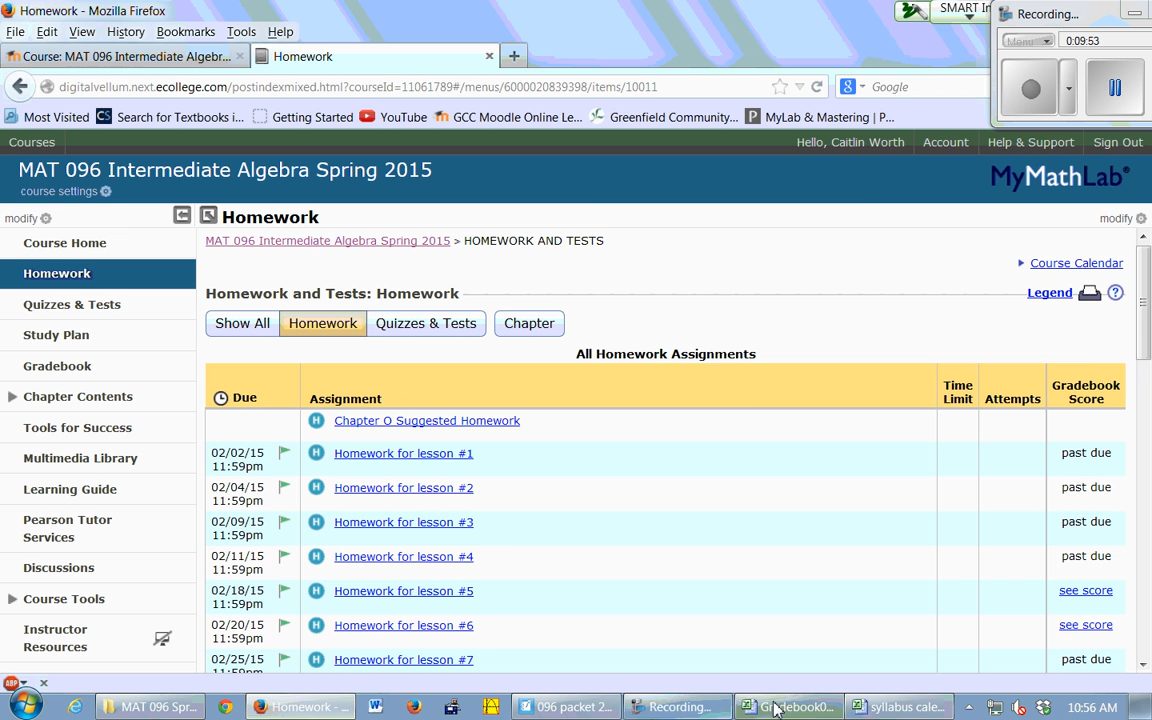 Homework - Mozilla Firefox
SMART In
Recording...
File Edit View History Bookmarks Tools Help
Menu
0:09:53
Course: MAT 096 Intermediate Algebr...
Homework
digitalvellum.next.ecollege.com/postindexmixed.html?courseId=11061789#/menus/6000020839398/items/10011
Google
Most Visited
Search for Textbooks i...
Getting Started
YouTube
GCC Moodle Online Le...
Greenfield Community...
MyLab & Mastering | P...
Courses
Hello, Caitlin Worth
Account
Help & Support
Sign Out
MAT 096 Intermediate Algebra Spring 2015
course settings
MyMathLab®
modify
Homework
modify
Course Home
Homework
Quizzes & Tests
Study Plan
Gradebook
Chapter Contents
Tools for Success
Multimedia Library
Learning Guide
Pearson Tutor
Services
Discussions
Course Tools
Instructor
Resources
MAT 096 Intermediate Algebra Spring 2015 > HOMEWORK AND TESTS
Course Calendar
Homework and Tests: Homework
Legend
Show All
Homework
Quizzes & Tests
Chapter
All Homework Assignments
Due
Assignment
Time Limit
Attempts
Gradebook Score
Chapter O Suggested Homework
02/02/15 Homework for lesson #1 past due
11:59pm
02/04/15 Homework for lesson #2 past due
11:59pm
02/09/15 Homework for lesson #3 past due
11:59pm
02/11/15 Homework for lesson #4 past due
11:59pm
02/18/15 Homework for lesson #5 see score
11:59pm
02/20/15 Homework for lesson #6 see score
11:59pm
02/25/15 Homework for lesson #7 past due
11:59pm
ABP
MAT 096 Spr...
Homework - ...
096 packet 2...
Recording...
Gradebook0...
syllabus cale...
10:56 AM